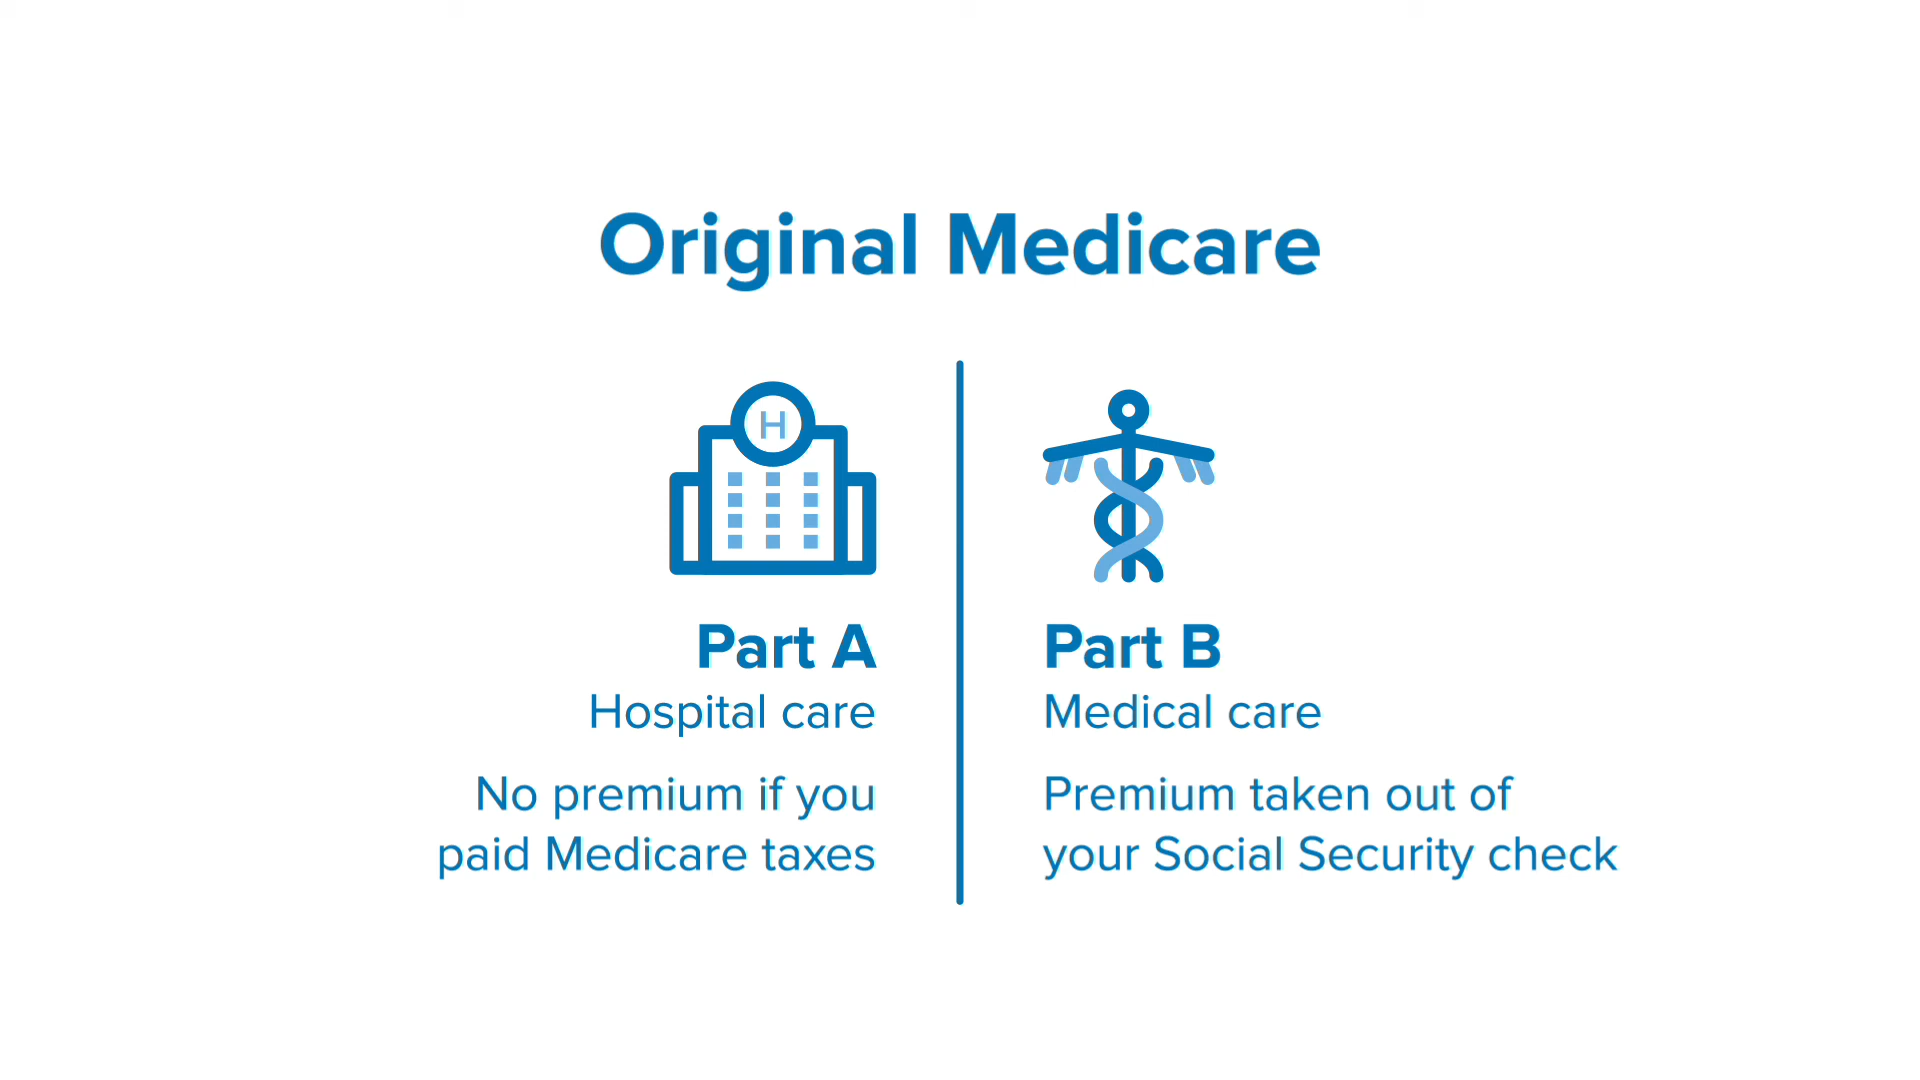 Original Medicare
H
Part A
Hospital care
No premium if you
paid Medicare taxes
Part B
Medical care
Premium taken out of
your Social Security check